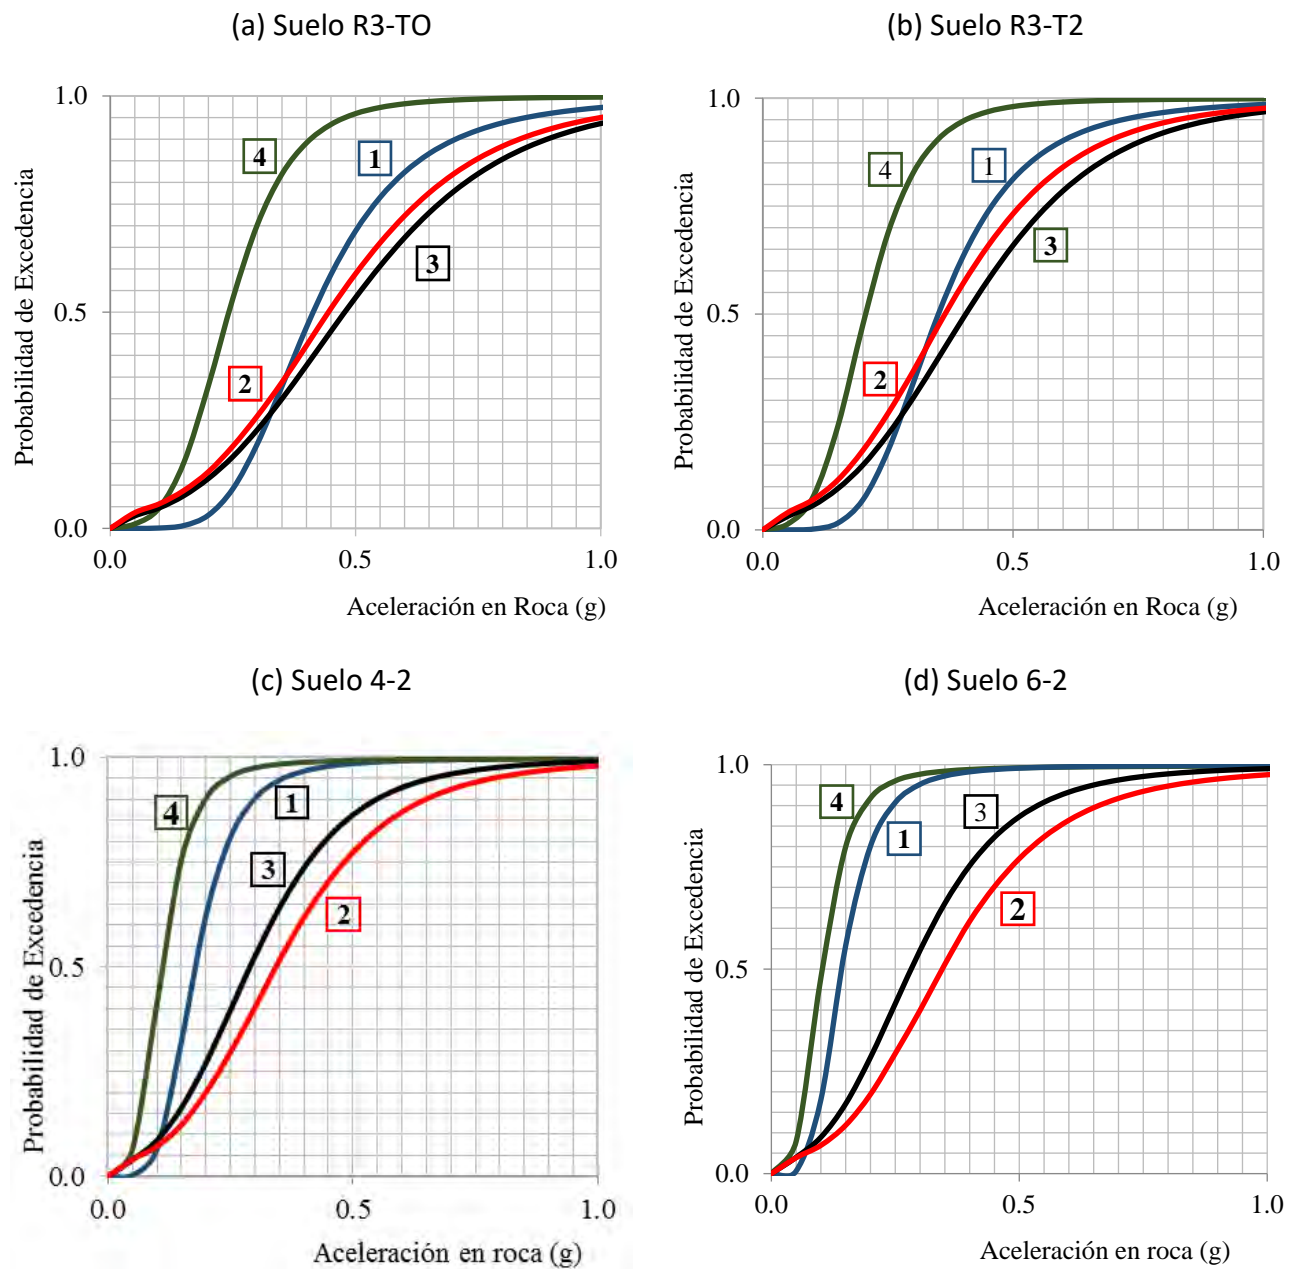 (a) Suelo R3-TO
Probabilidad de Excedencia
1.0
0.5
0.0
4
1
3
2
0.0 0.5 1.0
Aceleración en Roca (g)
(b) Suelo R3-T2
Probabilidad de Excedencia
1.0
0.5
0.0
4
1
3
2
0.0 0.5 1.0
Aceleración en Roca (g)
(c) Suelo 4-2
Probabilidad de Excedencia
1.0
0.5
0.0
4
1
3
2
0.0 0.5 1.0
Aceleración en roca (g)
(d) Suelo 6-2
Probabilidad de Excedencia
1.0
0.5
0.0
4
3
1
2
0.0 0.5 1.0
Aceleración en roca (g)